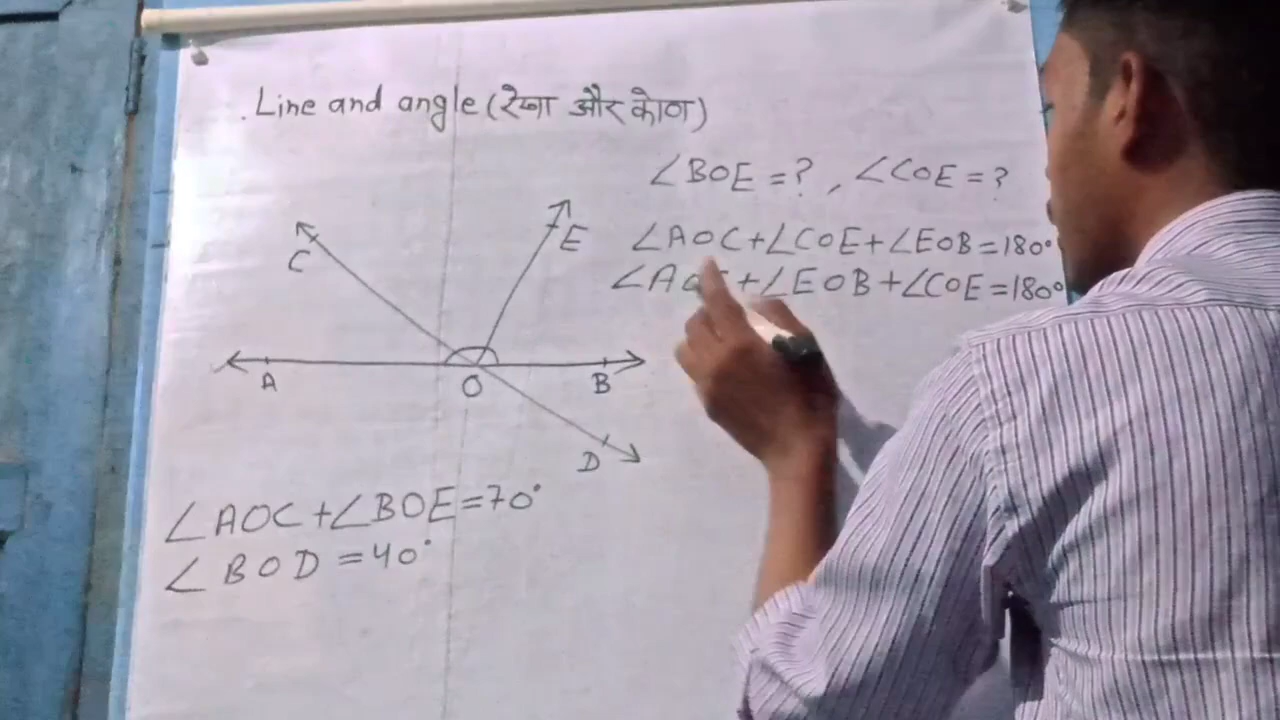 Line and angle (रेखा और कोण)
∠BOE = ? , ∠COE = ?
∠AOC + ∠COE + ∠EOB = 180°
+ ∠EOB + ∠COE = 180°
C
E
A
O
B
D
∠AOC + ∠BOE = 70°
∠BOD = 40°